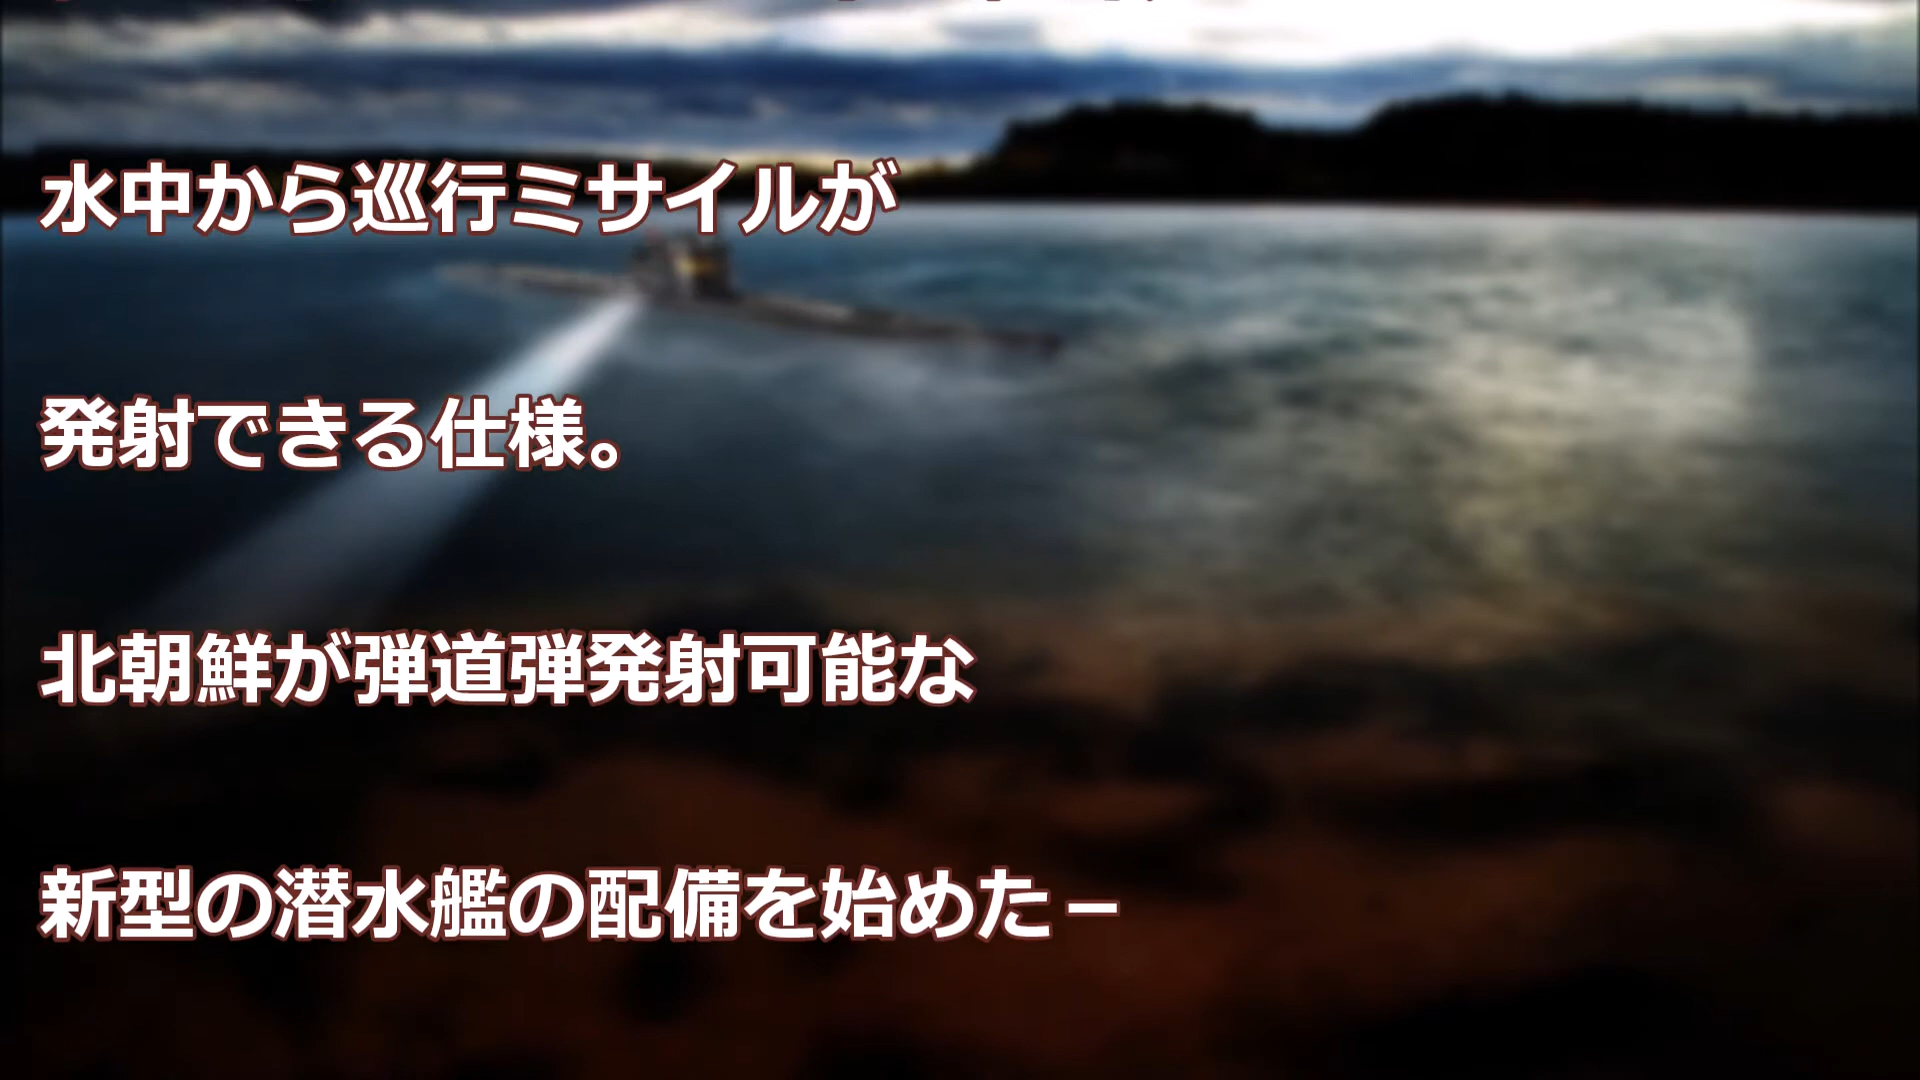 水中から巡行ミサイルが
発射できる仕様。
北朝鮮が弾道弾発射可能な
新型の潜水艦の配備を始めた－